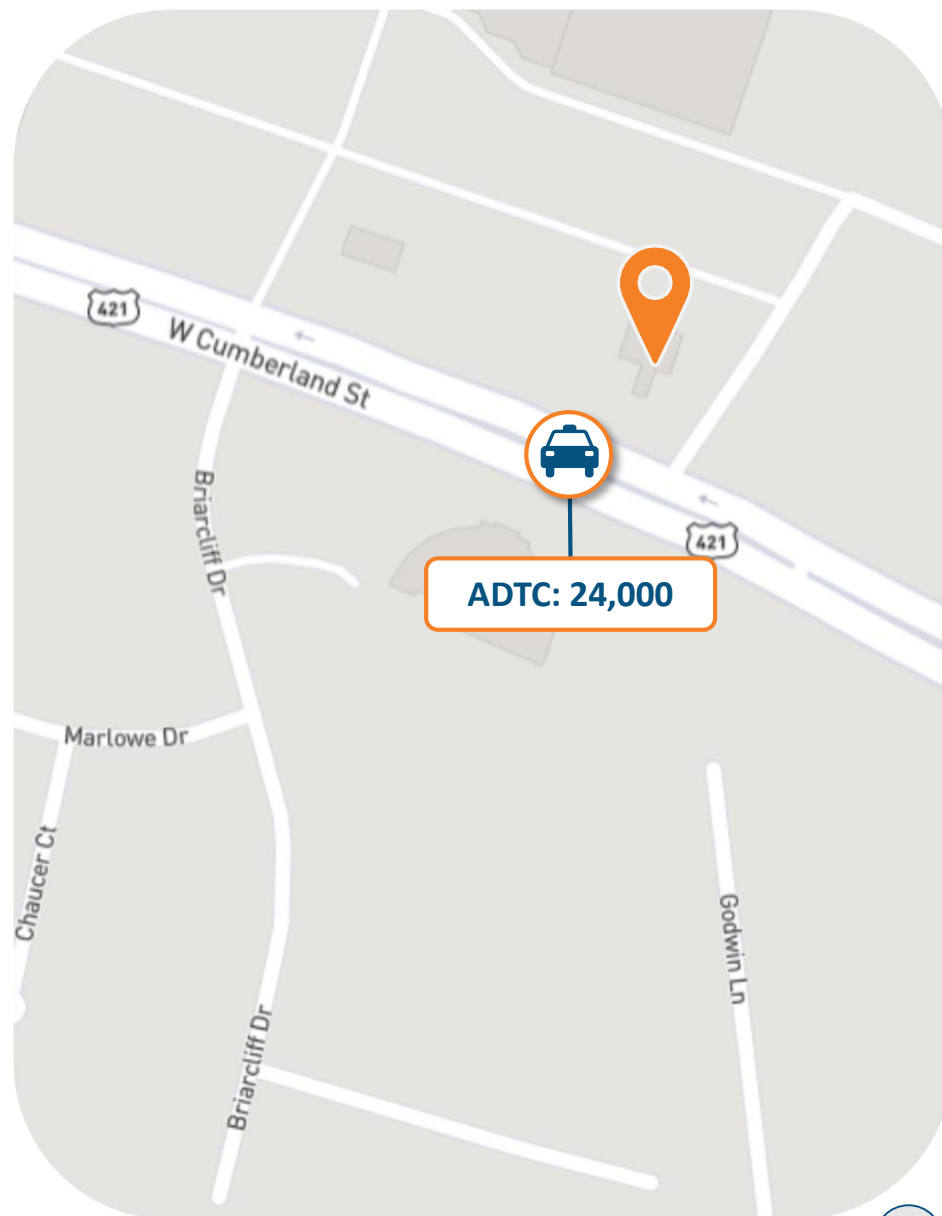 421
W Cumberland St
421
ADTC: 24,000
Briarcliff Dr
Marlowe Dr
Chaucer Ct
Godwin Ln
Briarcliff Dr